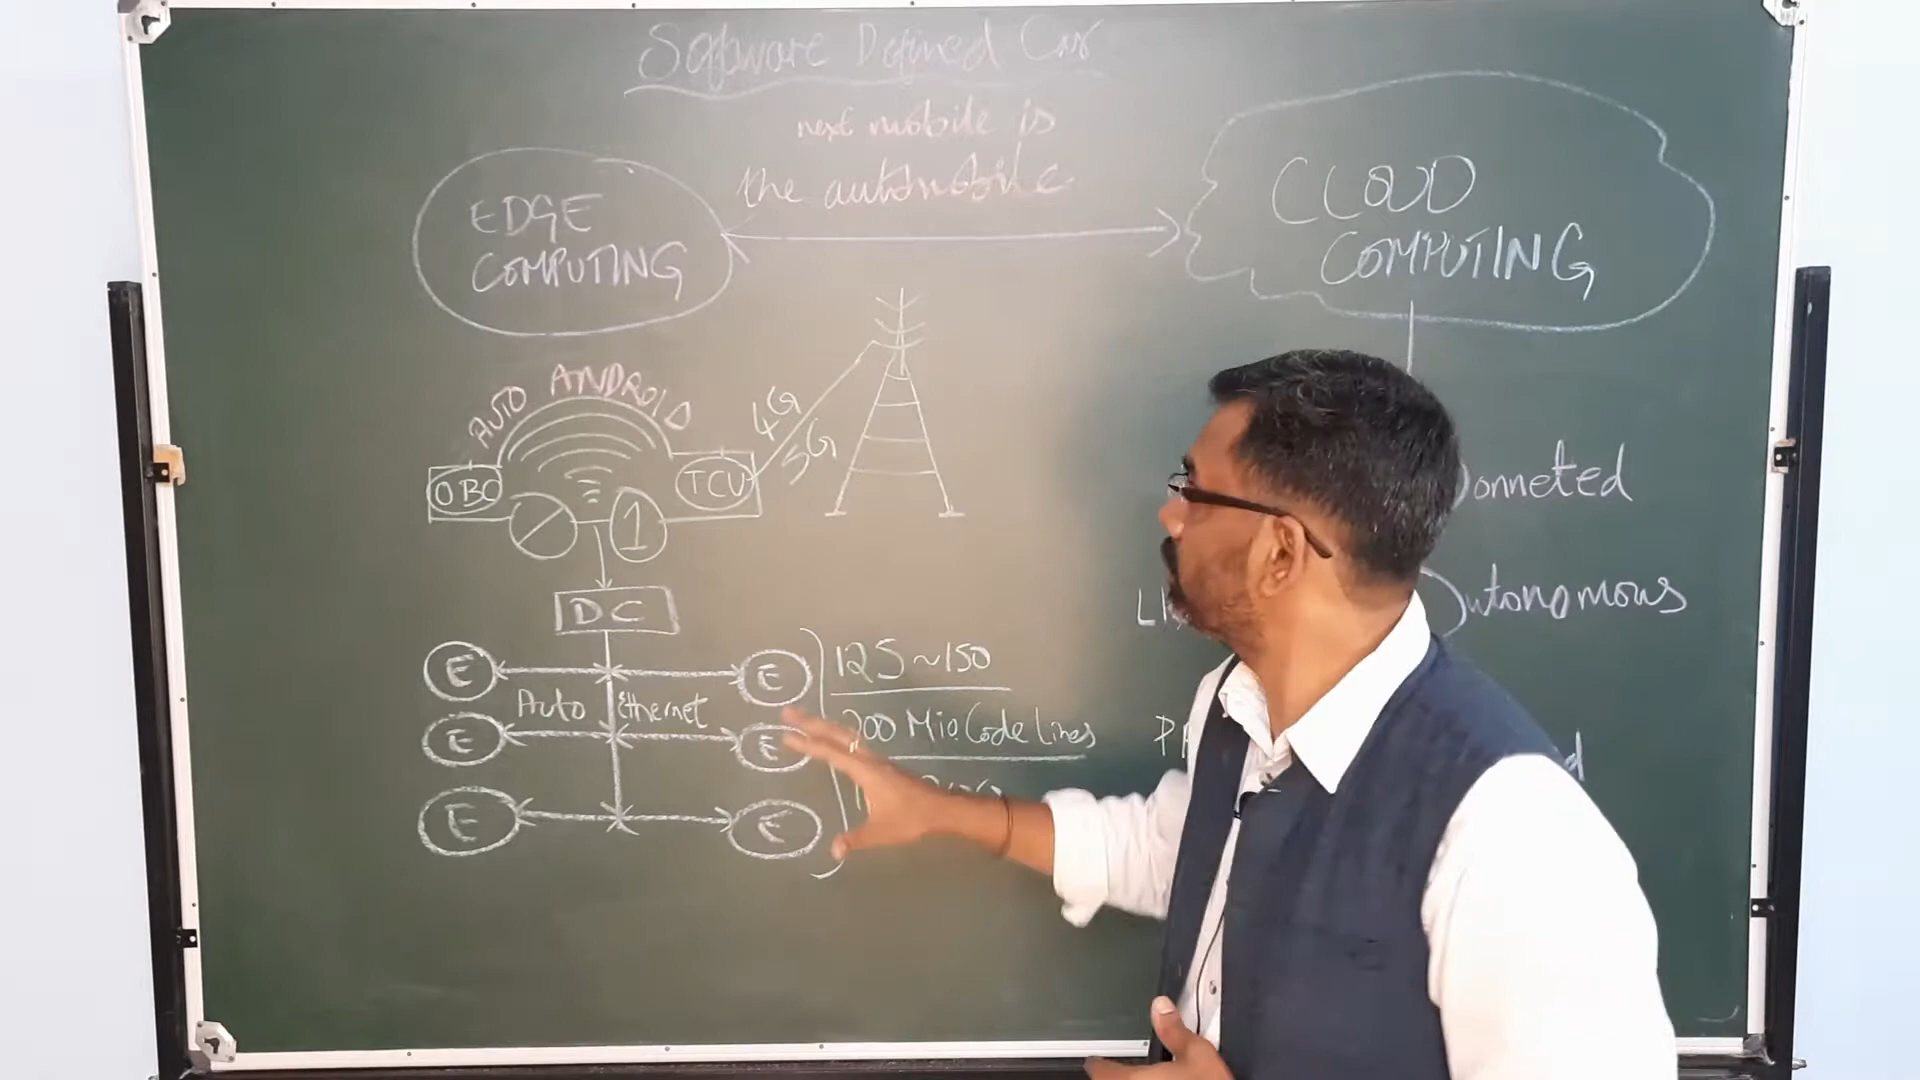 Software Defined Car
next mobile is
the automobile
EDGE
COMPUTING
CLOUD
COMPUTING
AUTO ANDROID
4G
5G
OBC
TCU
1
DC
E
E
Auto Ethernet
E
E
E
E
125~150
200 Mio. Code lines
onneted
utonomous